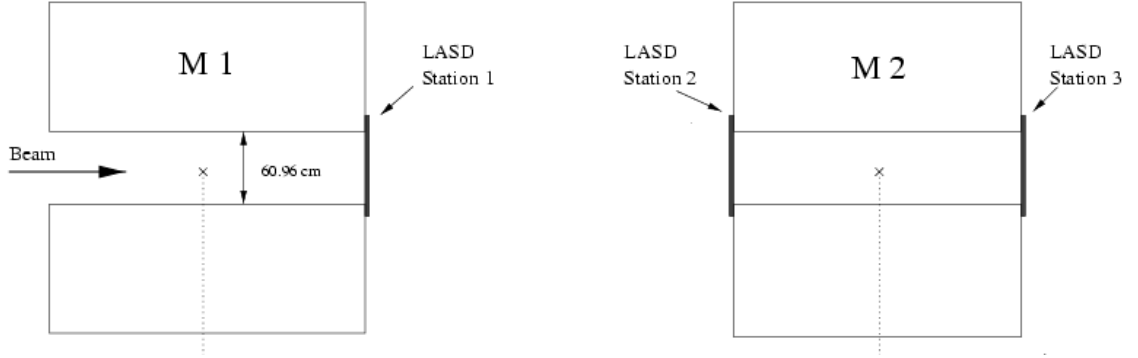 M 1
LASD
Station 1
Beam
60.96 cm
LASD
Station 2
M 2
LASD
Station 3